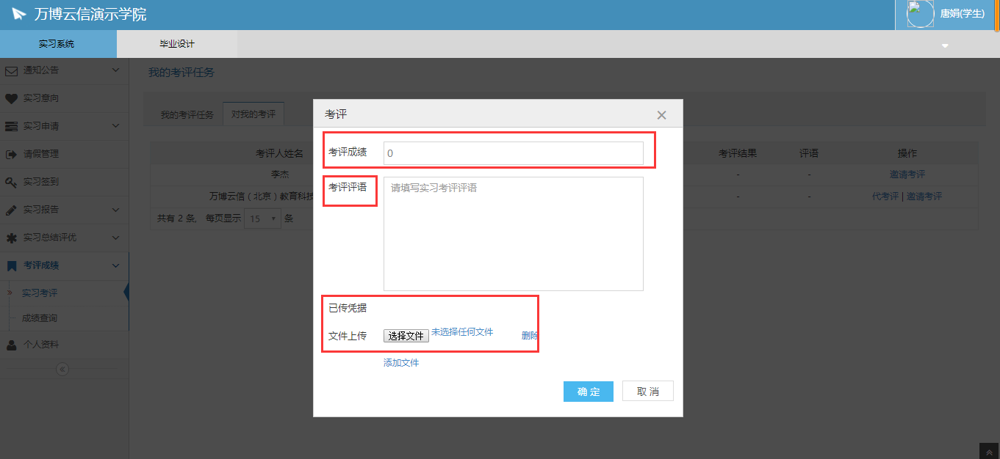 万博云信演示学院
唐娟(学生)
实习系统
毕业设计
通知公告
实习意向
实习申请
请假管理
实习签到
实习报告
实习总结评优
考评成绩
实习考评
成绩查询
个人资料
我的考评任务
我的考评任务
对我的考评
考评人姓名
考评结果
评语
操作
李杰
-
-
邀请考评
万博云信（北京）教育科技
-
-
代考评 | 邀请考评
共有 2 条, 每页显示 15 条
考评
考评成绩
0
考评评语
请填写实习考评评语
已传凭据
文件上传
选择文件
未选择任何文件
删除
添加文件
确 定
取 消